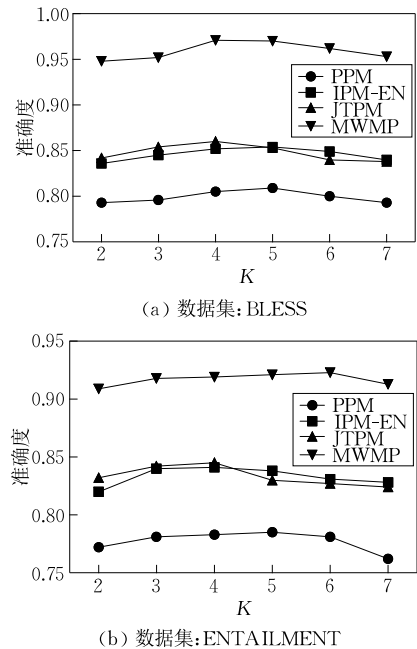 1.00
0.95
0.90
0.85
0.80
0.75
准确度
PPM
IPM-EN
JTPM
MWMP
2 3 4 5 6 7
K
(a) 数据集:BLESS
0.95
0.90
0.85
0.80
0.75
准确度
PPM
IPM-EN
JTPM
MWMP
2 3 4 5 6 7
K
(b) 数据集:ENTAILMENT